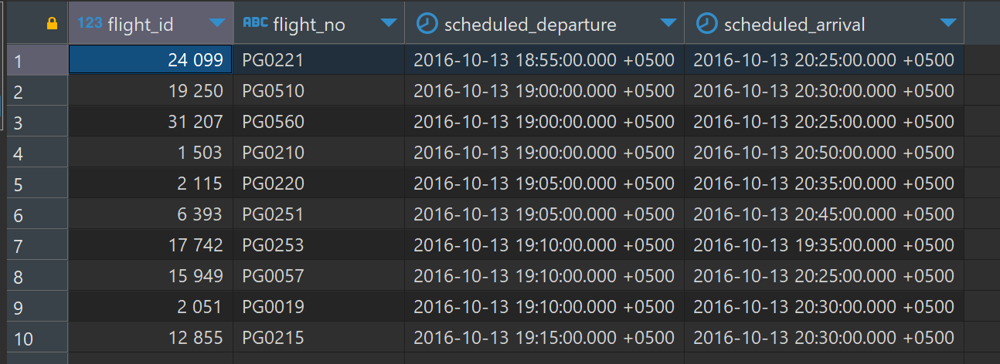 123 flight_id ABC flight_no scheduled_departure scheduled_arrival
1 24 099 PG0221 2016-10-13 18:55:00.000 +0500 2016-10-13 20:25:00.000 +0500
2 19 250 PG0510 2016-10-13 19:00:00.000 +0500 2016-10-13 20:30:00.000 +0500
3 31 207 PG0560 2016-10-13 19:00:00.000 +0500 2016-10-13 20:25:00.000 +0500
4 1 503 PG0210 2016-10-13 19:00:00.000 +0500 2016-10-13 20:50:00.000 +0500
5 2 115 PG0220 2016-10-13 19:05:00.000 +0500 2016-10-13 20:35:00.000 +0500
6 6 393 PG0251 2016-10-13 19:05:00.000 +0500 2016-10-13 20:45:00.000 +0500
7 17 742 PG0253 2016-10-13 19:10:00.000 +0500 2016-10-13 19:35:00.000 +0500
8 15 949 PG0057 2016-10-13 19:10:00.000 +0500 2016-10-13 20:25:00.000 +0500
9 2 051 PG0019 2016-10-13 19:10:00.000 +0500 2016-10-13 20:30:00.000 +0500
10 12 855 PG0215 2016-10-13 19:15:00.000 +0500 2016-10-13 20:30:00.000 +0500